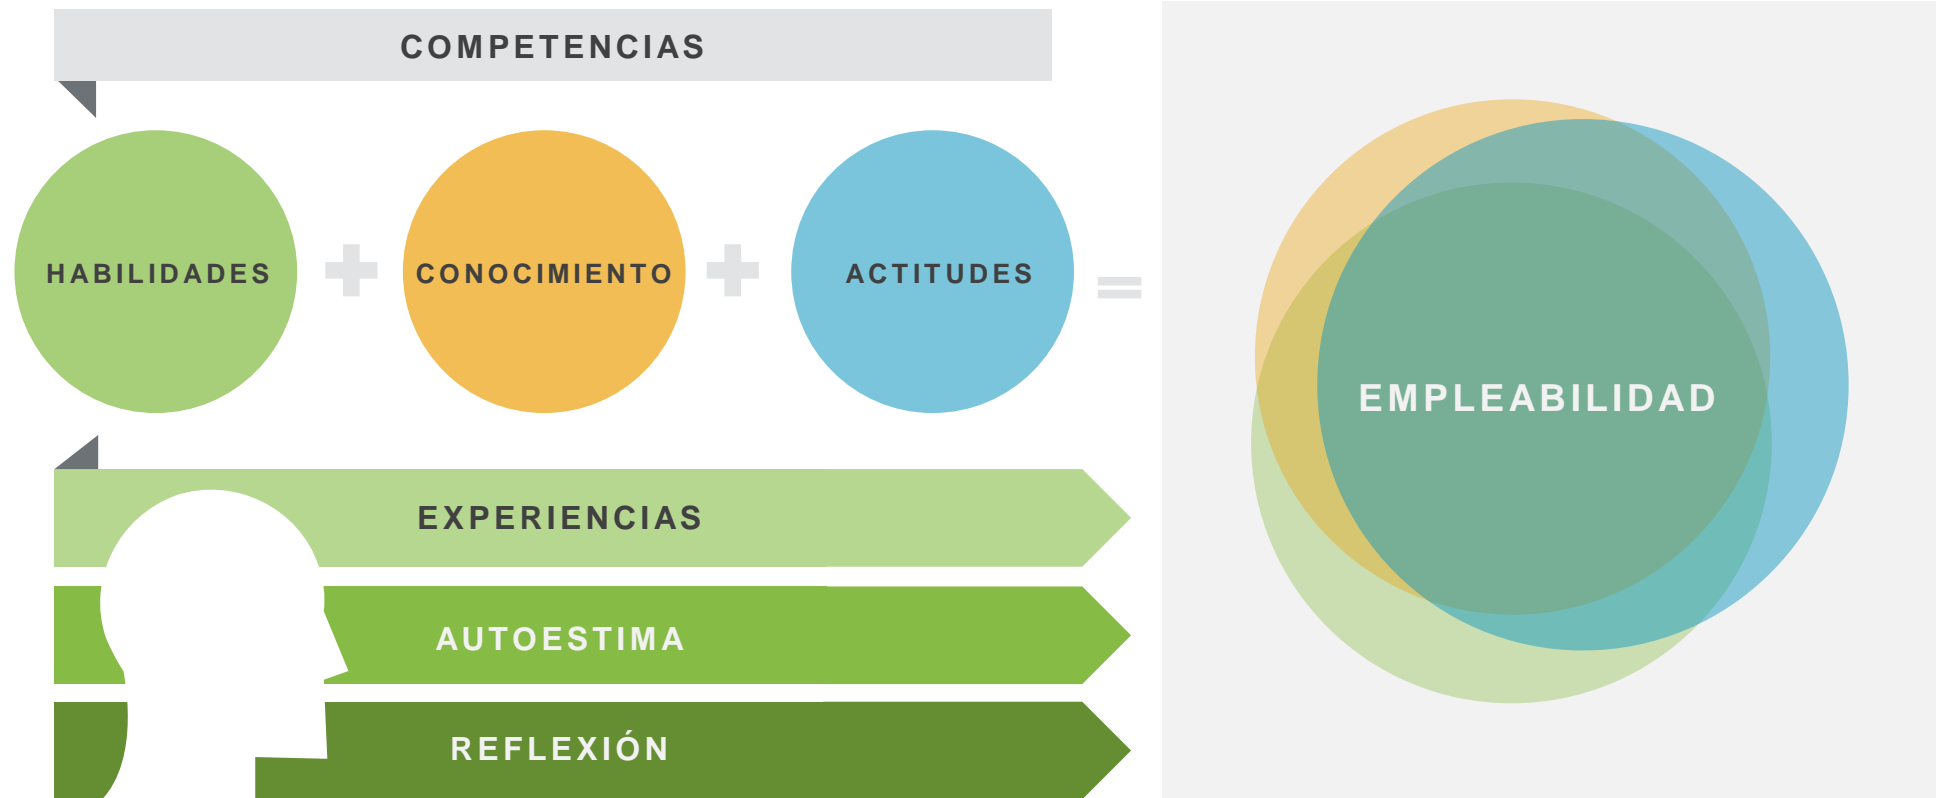 COMPETENCIAS
HABILIDADES
CONOCIMIENTO
ACTITUDES
EMPLEABILIDAD
EXPERIENCIAS
AUTOESTIMA
REFLEXIÓN